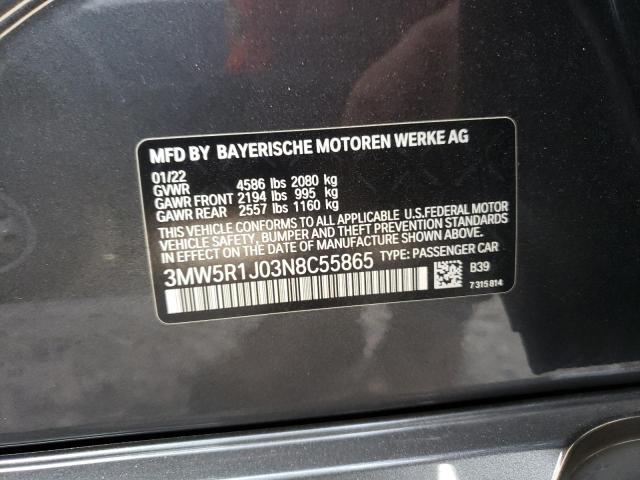 MFD BY BAYERISCHE MOTOREN WERKE AG
01/22
GVWR 4586 lbs 2080 kg
GAWR FRONT 2194 lbs 995 kg
GAWR REAR 2557 lbs 1160 kg
THIS VEHICLE CONFORMS TO ALL APPLICABLE U.S.FEDERAL MOTOR
VEHICLE SAFETY, BUMPER AND THEFT PREVENTION STANDARDS
IN EFFECT ON THE DATE OF MANUFACTURE SHOWN ABOVE.
3MW5R1J03N8C55865 TYPE: PASSENGER CAR
B39
7 315 814